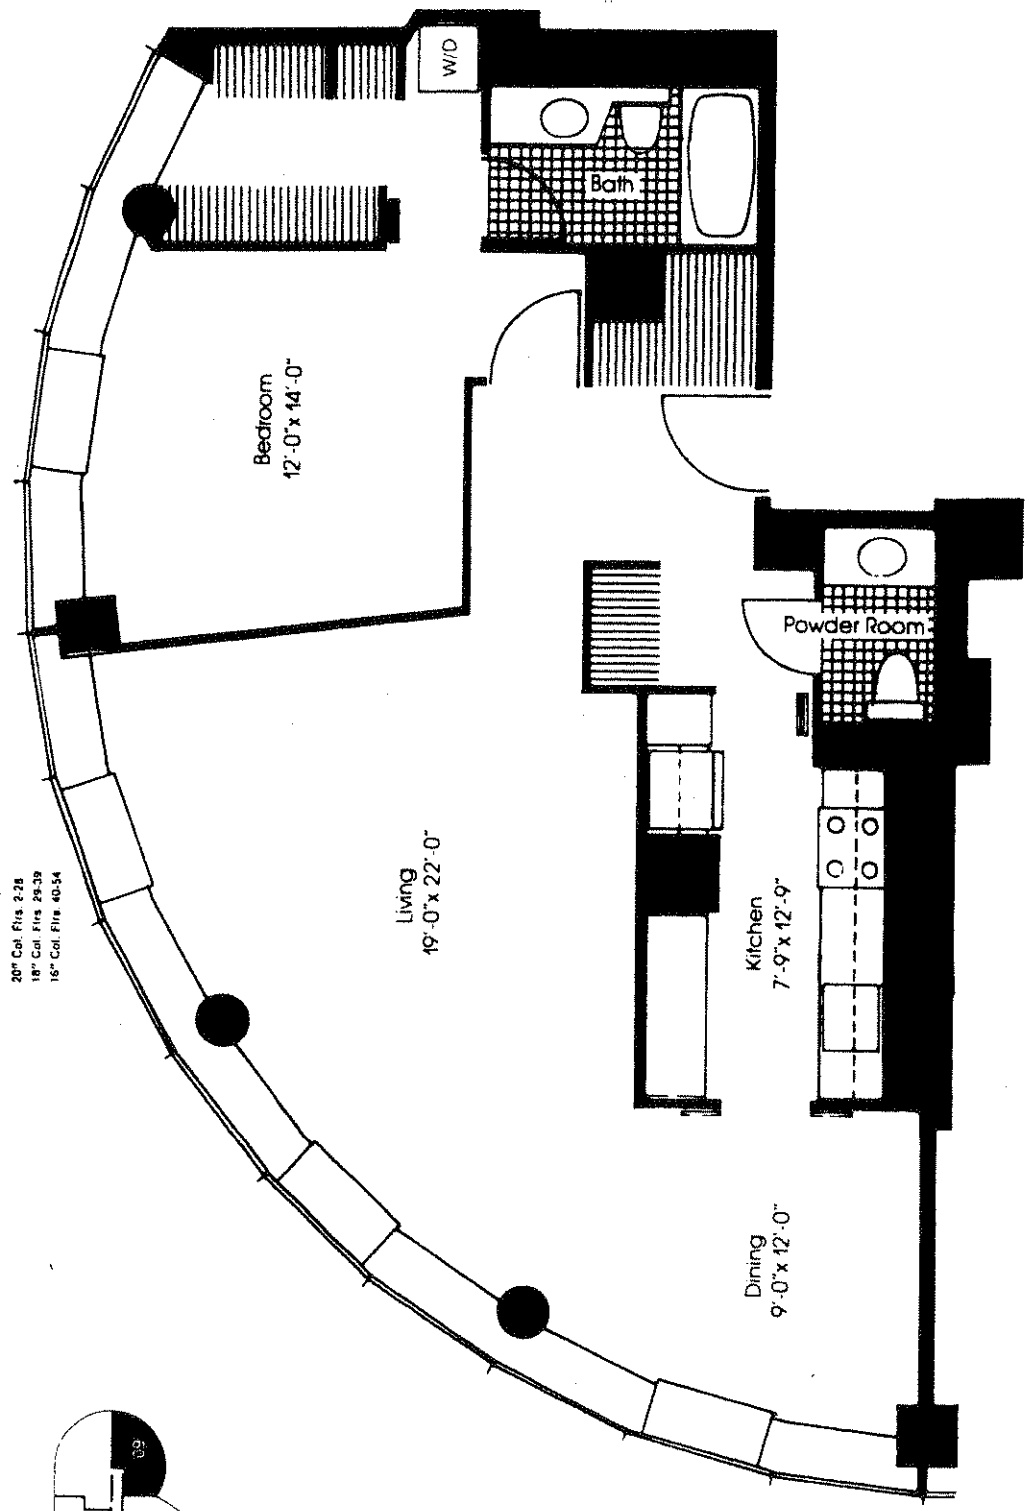 W/D
Bath
Bedroom
12'-0" x 14'-0"
Powder Room
Living
19'-0" x 22'-0"
Kitchen
7'-9" x 12'-9"
20" Col. Flrs. 2-28
18" Col. Flrs. 29-39
16" Col. Flrs. 40-54
Dining
9'-0" x 12'-0"
09